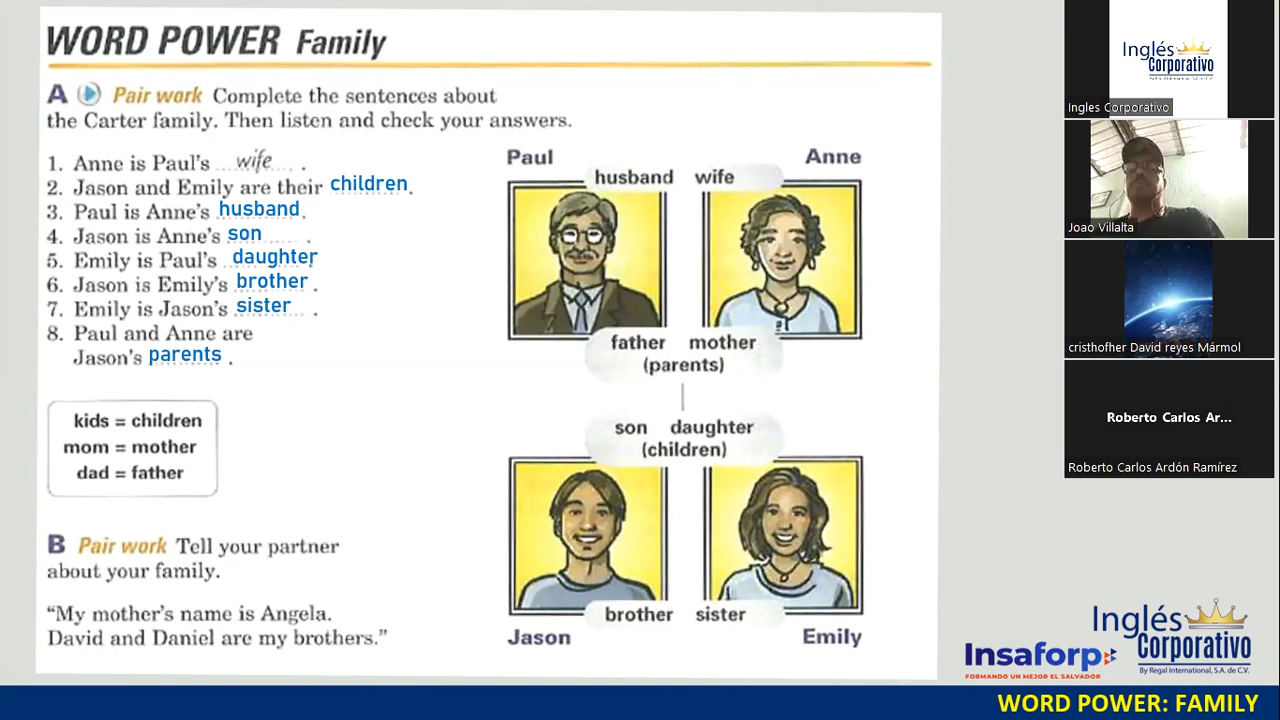 WORD POWER Family
A Pair work Complete the sentences about
the Carter family. Then listen and check your answers.
1. Anne is Paul's wife .
2. Jason and Emily are their children.
3. Paul is Anne's husband.
4. Jason is Anne's son .
5. Emily is Paul's daughter
6. Jason is Emily's brother .
7. Emily is Jason's sister .
8. Paul and Anne are
Jason's parents .
kids = children
mom = mother
dad = father
B Pair work Tell your partner
about your family.
“My mother's name is Angela.
David and Daniel are my brothers.”
Paul
Anne
husband wife
father mother
(parents)
son daughter
(children)
brother sister
Jason
Emily
Inglés
Corporativo
Ingles Corporativo
Joao Villalta
cristhofher David reyes Mármol
Roberto Carlos Ar...
Roberto Carlos Ardón Ramírez
Insaforp
FORMANDO UN MEJOR EL SALVADOR
Inglés
Corporativo
By Regal International, S.A. de C.V.
WORD POWER: FAMILY